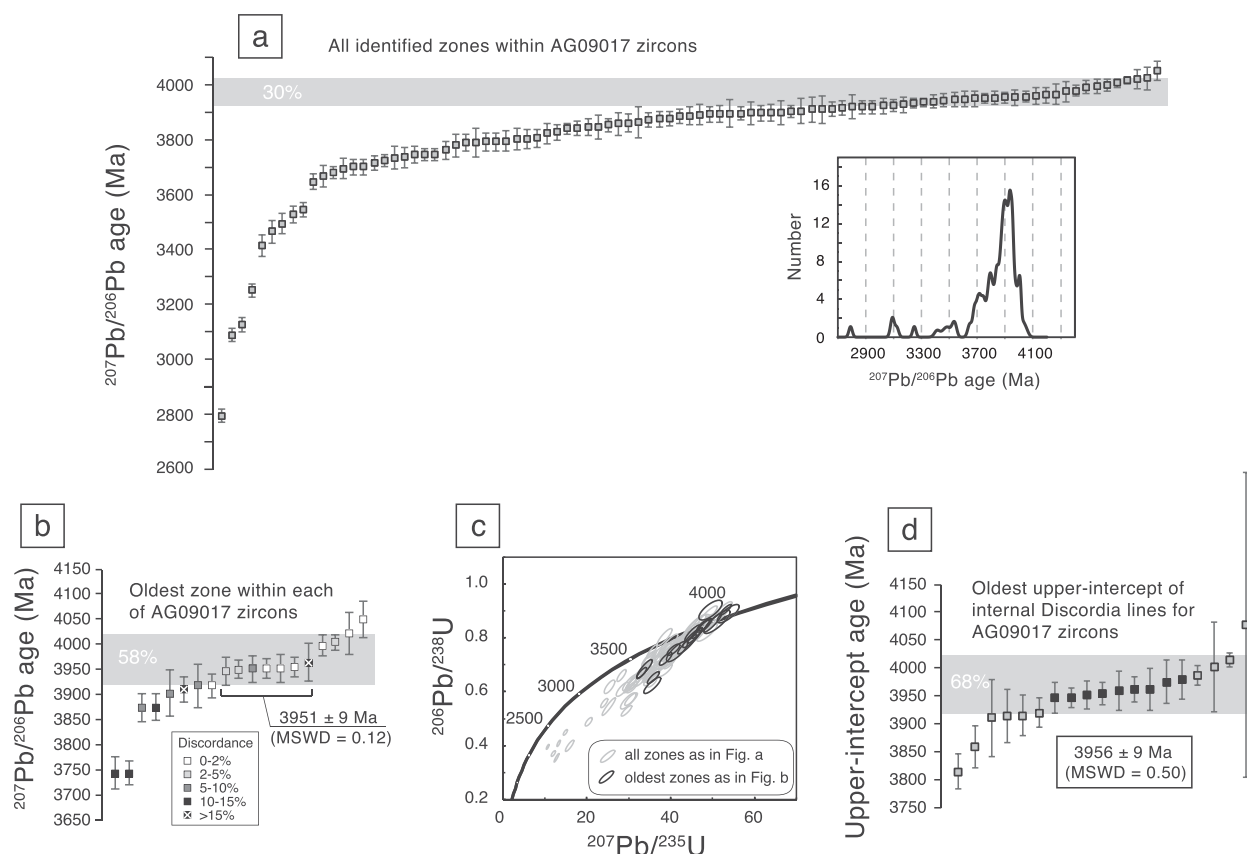 a
All identified zones within AG09017 zircons
²⁰⁷Pb/²⁰⁶Pb age (Ma)
4000
3800
3600
3400
3200
3000
2800
2600
30%
Number
16
12
8
4
0
2900 3300 3700 4100
²⁰⁷Pb/²⁰⁶Pb age (Ma)
b
Oldest zone within each
of AG09017 zircons
²⁰⁷Pb/²⁰⁶Pb age (Ma)
4150
4100
4050
4000
3950
3900
3850
3800
3750
3700
3650
58%
3951 ± 9 Ma
(MSWD = 0.12)
Discordance
0-2%
2-5%
5-10%
10-15%
>15%
c
²⁰⁶Pb/²³⁸U
1.0
0.8
0.6
0.4
0.2
4000
3500
3000
2500
all zones as in Fig. a
oldest zones as in Fig. b
0 20 40 60
²⁰⁷Pb/²³⁵U
d
Oldest upper-intercept of
internal Discordia lines for
AG09017 zircons
Upper-intercept age (Ma)
4150
4100
4050
4000
3950
3900
3850
3800
3750
68%
3956 ± 9 Ma
(MSWD = 0.50)